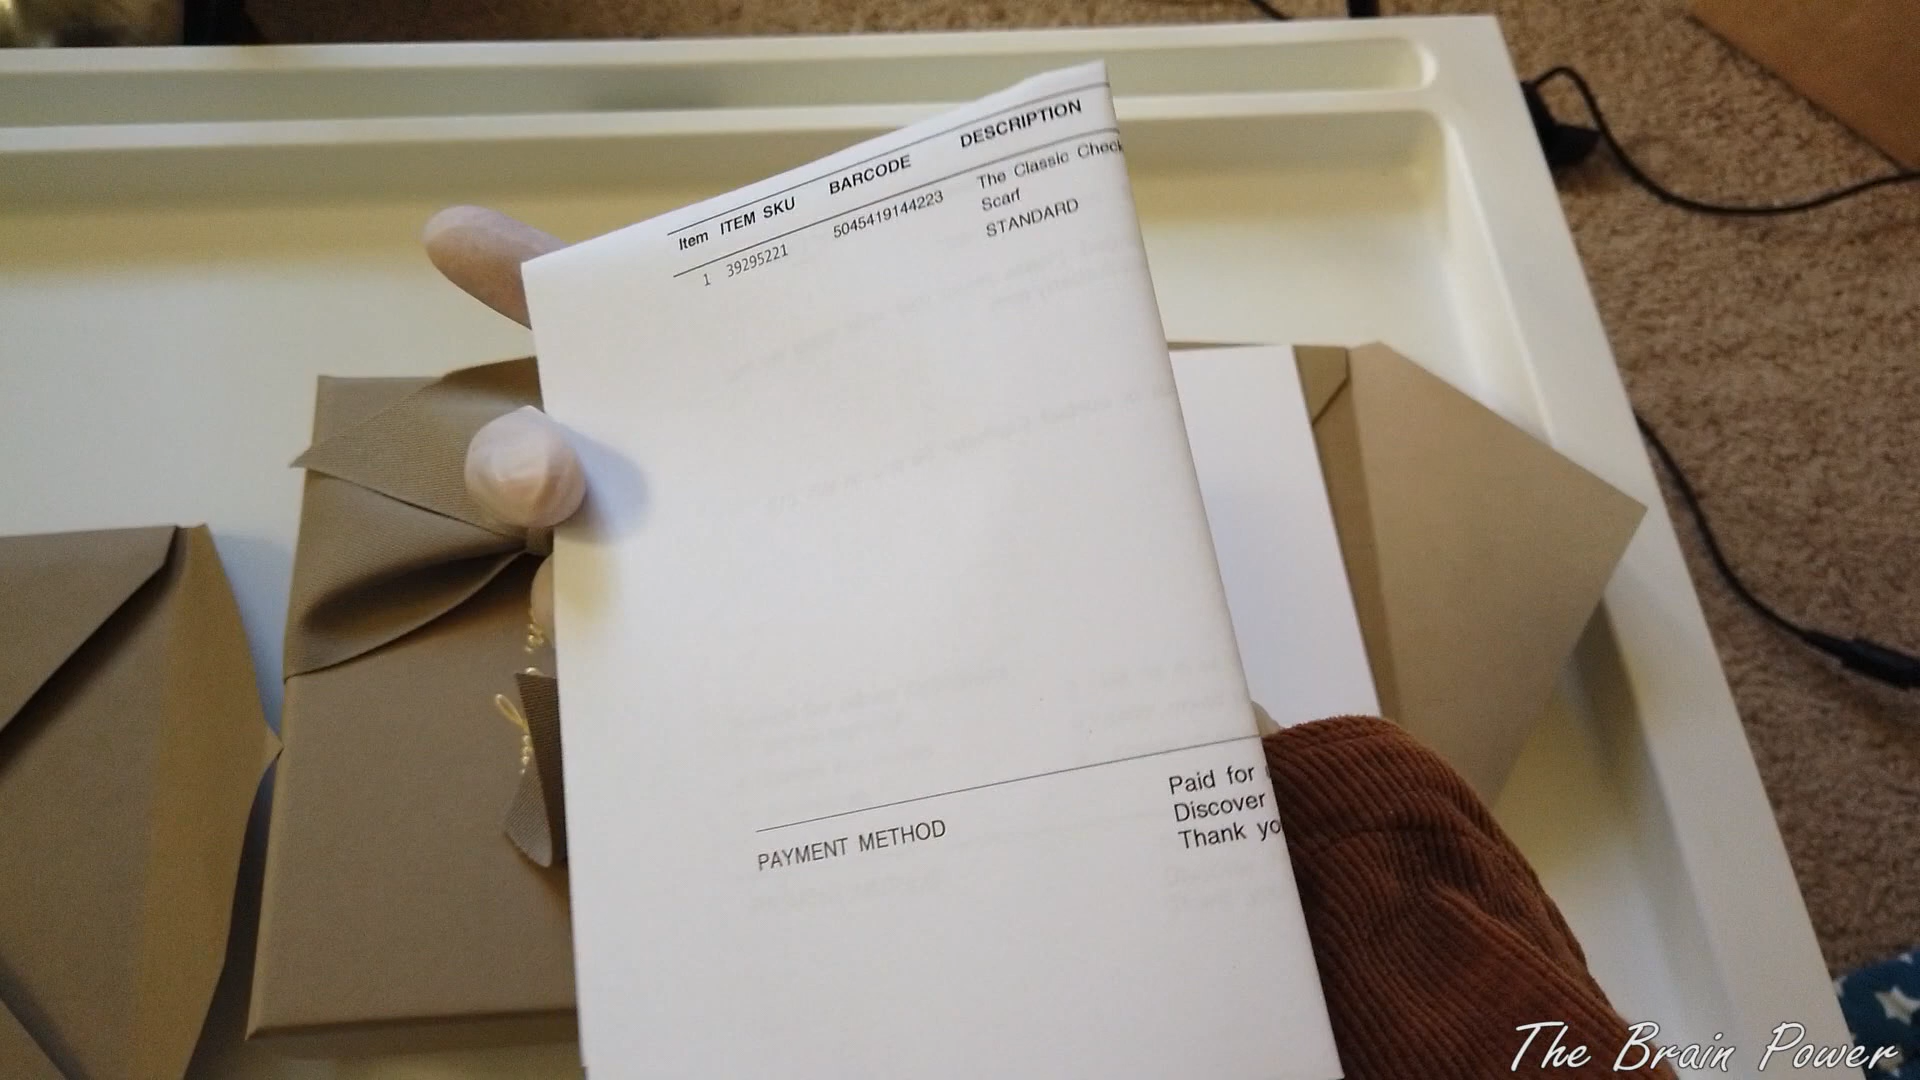 Item ITEM SKU BARCODE DESCRIPTION
1 39295221 5045419144223 The Classic Check
Scarf
STANDARD
PAYMENT METHOD
Paid for
Discover
Thank yo
The Brain Power